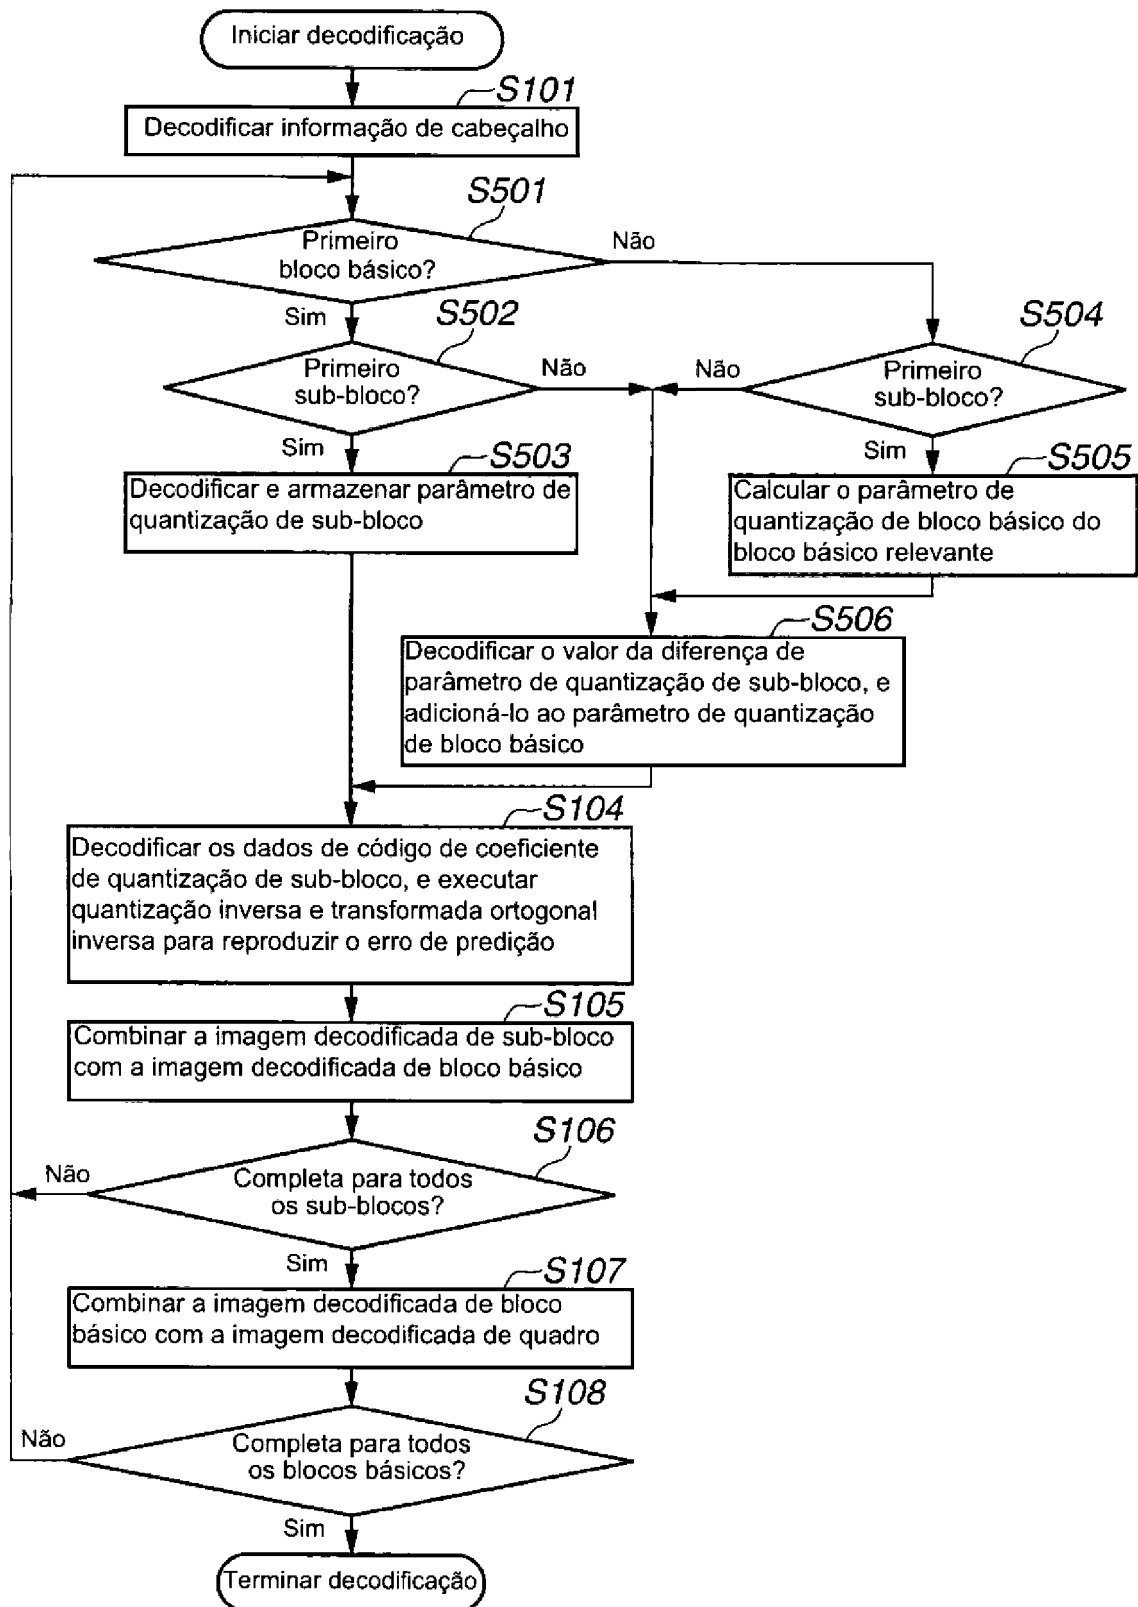 Iniciar decodificação
S101
Decodificar informação de cabeçalho
S501
Primeiro
bloco básico?
Não
Sim
S502
Primeiro
sub-bloco?
Não
Sim
S504
Não
Primeiro
sub-bloco?
Sim
S503
Decodificar e armazenar parâmetro de
quantização de sub-bloco
S505
Calcular o parâmetro de
quantização de bloco básico do
bloco básico relevante
S506
Decodificar o valor da diferença de
parâmetro de quantização de sub-bloco, e
adicioná-lo ao parâmetro de quantização
de bloco básico
S104
Decodificar os dados de código de coeficiente
de quantização de sub-bloco, e executar
quantização inversa e transformada ortogonal
inversa para reproduzir o erro de predição
S105
Combinar a imagem decodificada de sub-bloco
com a imagem decodificada de bloco básico
S106
Não
Completa para todos
os sub-blocos?
Sim
S107
Combinar a imagem decodificada de bloco
básico com a imagem decodificada de quadro
S108
Não
Completa para todos
os blocos básicos?
Sim
Terminar decodificação